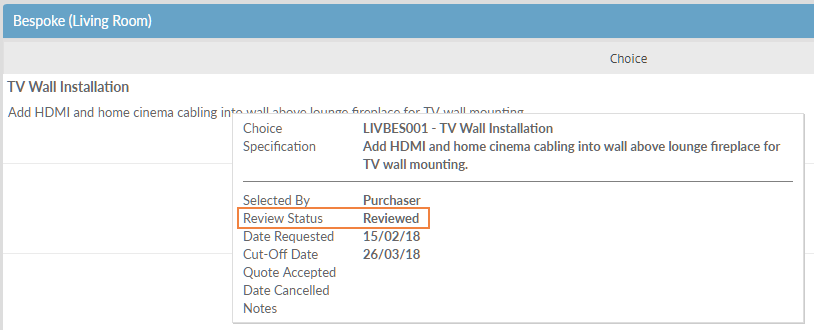 Bespoke (Living Room)
Choice
TV Wall Installation
Add HDMI and home cinema cabling into wall above lounge fireplace for TV wall mounting.
Choice LIVBES001 - TV Wall Installation
Specification Add HDMI and home cinema cabling into wall above lounge fireplace for
TV wall mounting.
Selected By Purchaser
Review Status Reviewed
Date Requested 15/02/18
Cut-Off Date 26/03/18
Quote Accepted
Date Cancelled
Notes